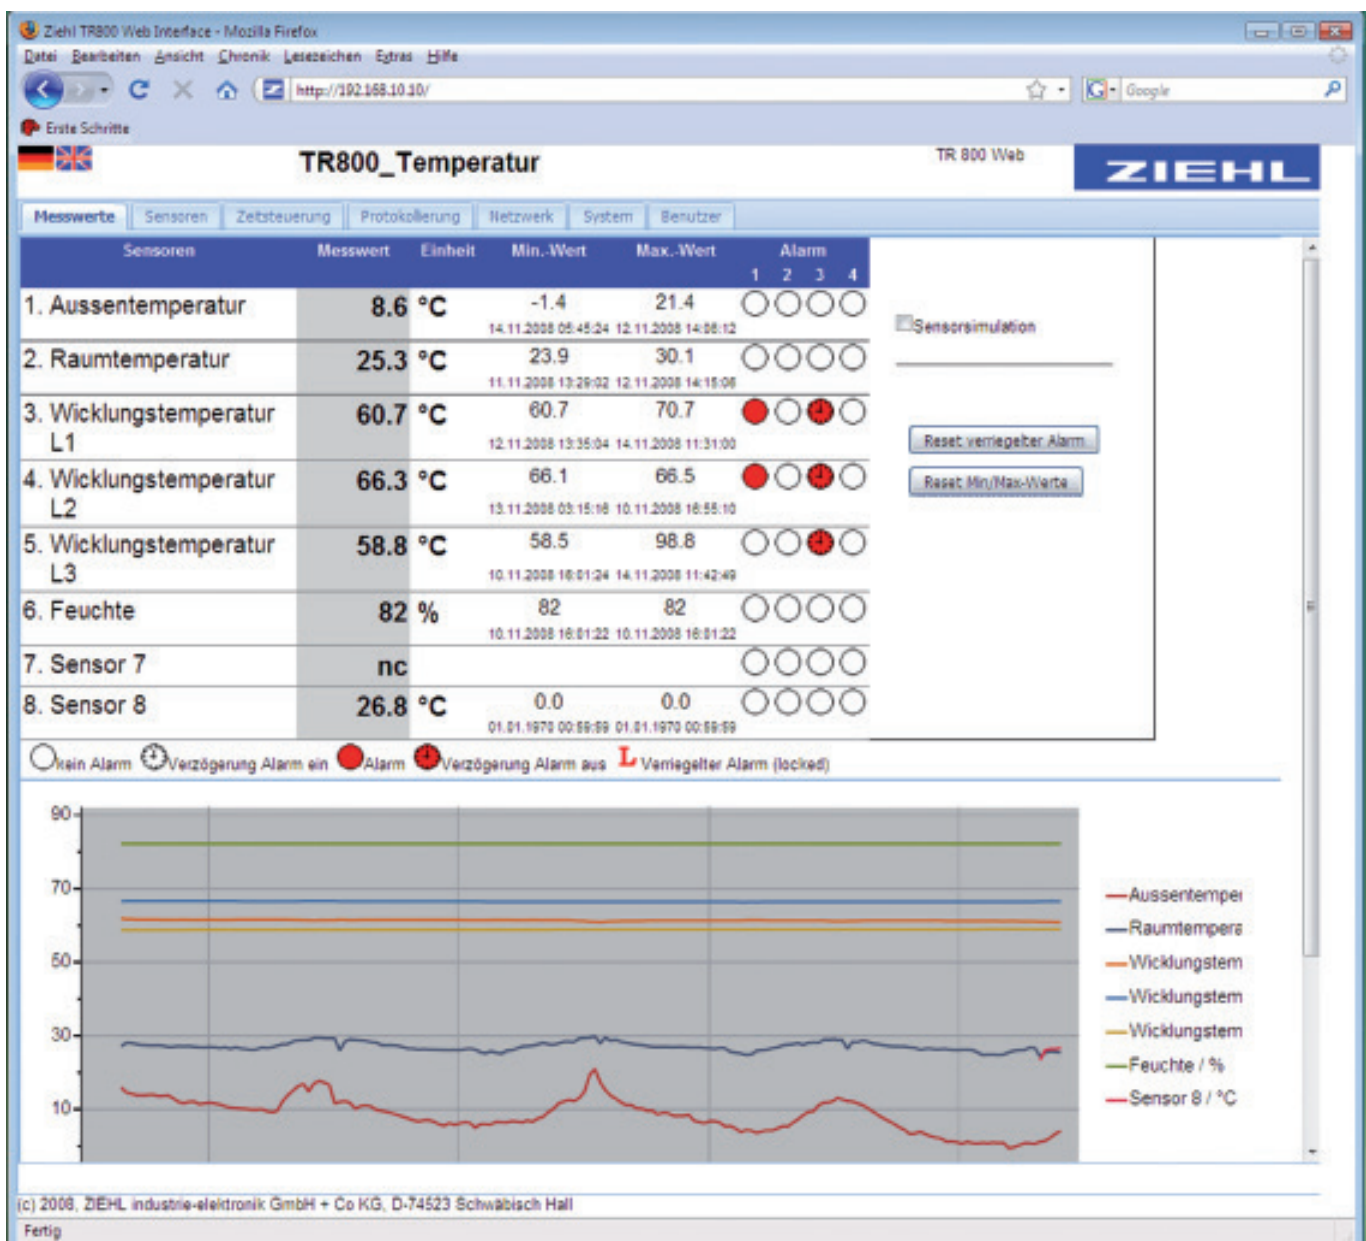 Ziehl TR800 Web Interface - Mozilla Firefox
Datei Bearbeiten Ansicht Chronik Lesezeichen Extras Hilfe
http://192.168.10.10/
Google
Erste Schritte
TR800_Temperatur
TR 800 Web
ZIEHL
Messwerte Sensoren Zeitsteuerung Protokollierung Netzwerk System Benutzer
Sensoren Messwert Einheit Min.-Wert Max.-Wert Alarm
1 2 3 4
1. Aussentemperatur 8.6 °C -1.4 21.4
14.11.2008 05:45:24 12.11.2008 14:08:12
Sensorsimulation
2. Raumtemperatur 25.3 °C 23.9 30.1
11.11.2008 13:29:02 12.11.2008 14:15:06
3. Wicklungstemperatur L1 60.7 °C 60.7 70.7
12.11.2008 13:35:04 14.11.2008 11:31:00
Reset verriegelter Alarm
4. Wicklungstemperatur L2 66.3 °C 66.1 66.5
13.11.2008 03:15:16 10.11.2008 16:55:10
Reset Min/Max-Werte
5. Wicklungstemperatur L3 58.8 °C 58.5 98.8
10.11.2008 16:01:24 14.11.2008 11:42:49
6. Feuchte 82 % 82 82
10.11.2008 16:01:22 10.11.2008 16:01:22
7. Sensor 7 nc
8. Sensor 8 26.8 °C 0.0 0.0
01.01.1970 00:59:59 01.01.1970 00:59:59
kein Alarm Verzögerung Alarm ein Alarm Verzögerung Alarm aus L Verriegelter Alarm (locked)
90
70
50
30
10
Aussentemper
Raumtempera
Wicklungstem
Wicklungstem
Wicklungstem
Feuchte / %
Sensor 8 / °C
(c) 2008, ZIEHL industrie-elektronik GmbH + Co KG, D-74523 Schwäbisch Hall
Fertig